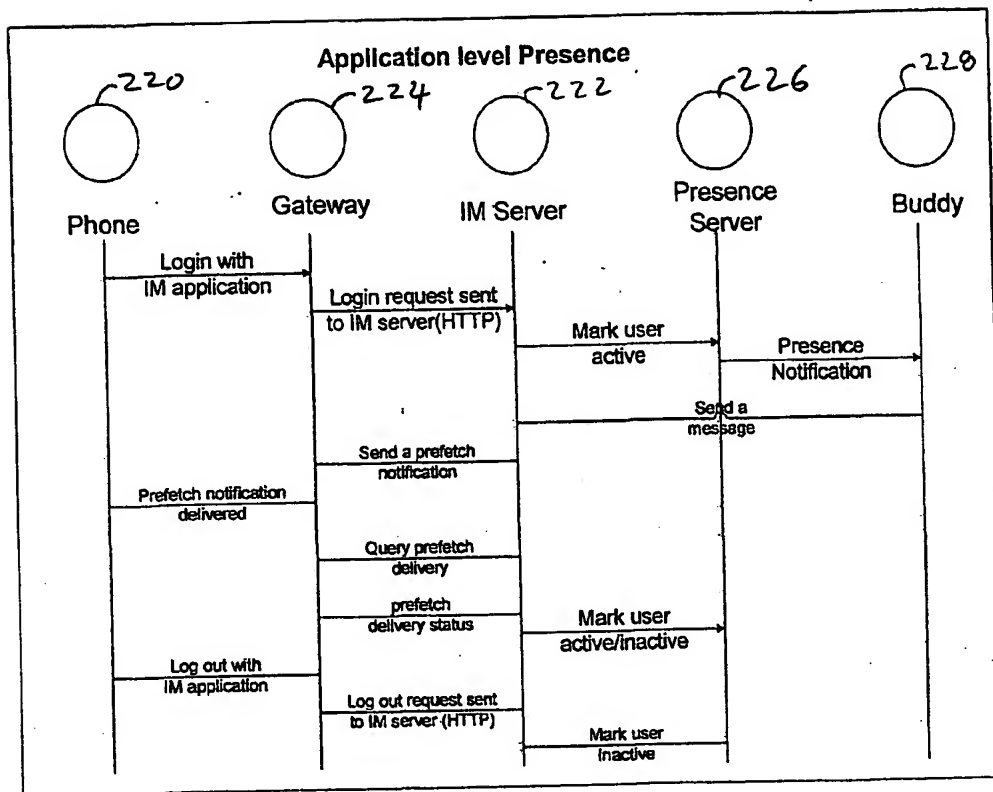 Application level Presence
220
224
222
226
228
Phone
Gateway
IM Server
Presence
Server
Buddy
Login with
IM application
Login request sent
to IM server(HTTP)
Mark user
active
Presence
Notification
Send a
message
Send a prefetch
notification
Prefetch notification
delivered
Query prefetch
delivery
prefetch
delivery status
Mark user
active/inactive
Log out with
IM application
Log out request sent
to IM server (HTTP)
Mark user
Inactive